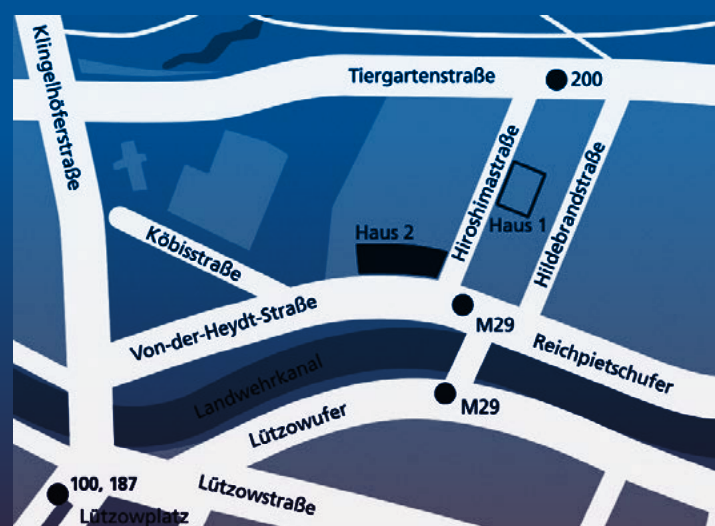 Klingelhöferstraße
Tiergartenstraße
200
Hiroshimastraße
Haus 1
Hildebrandstraße
Haus 2
Köbisstraße
Von-der-Heydt-Straße
M29
Reichpietschufer
Landwehrkanal
M29
Lützowufer
100, 187
Lützowstraße
Lützowplatz